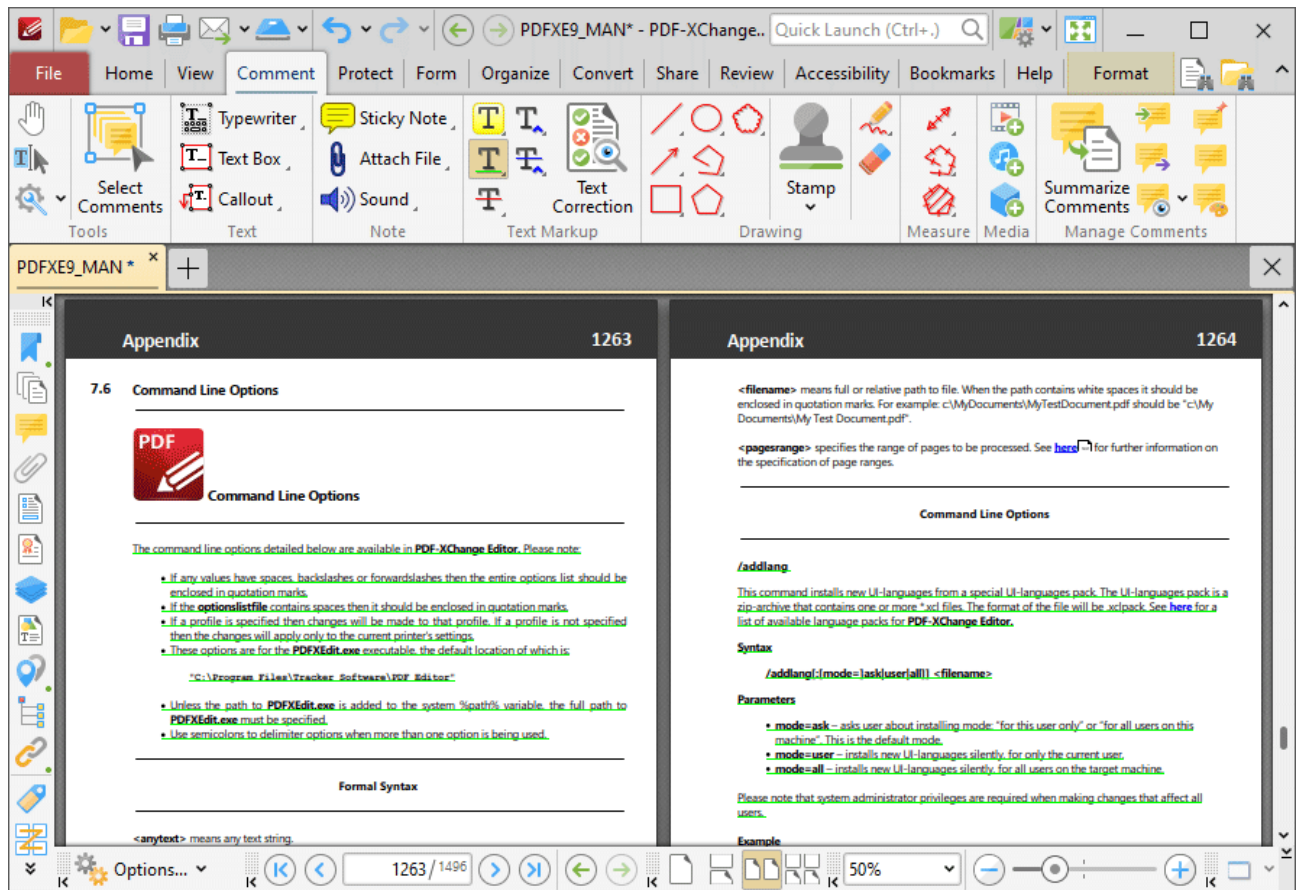 PDFXE9_MAN* - PDF-XChange..
Quick Launch (Ctrl+.)
File Home View Comment Protect Form Organize Convert Share Review Accessibility Bookmarks Help Format
Typewriter
Text Box
Callout
Select
Comments
Sticky Note
Attach File
Sound
Text
Correction
Stamp
Summarize
Comments
Tools Text Note Text Markup Drawing Measure Media Manage Comments
PDFXE9_MAN *
Appendix 1263
7.6 Command Line Options
PDF
Command Line Options
The command line options detailed below are available in PDF-XChange Editor. Please note:
• If any values have spaces, backslashes or forwardslashes then the entire options list should be
enclosed in quotation marks.
• If the optionslistfile contains spaces then it should be enclosed in quotation marks.
• If a profile is specified then changes will be made to that profile. If a profile is not specified
then the changes will apply only to the current printer's settings.
• These options are for the PDFXEdit.exe executable, the default location of which is:
"C:\Program Files\Tracker Software\PDF Editor"
• Unless the path to PDFXEdit.exe is added to the system %path% variable, the full path to
PDFXEdit.exe must be specified.
• Use semicolons to delimiter options when more than one option is being used.
Formal Syntax
<anytext> means any text string.
Appendix 1264
<filename> means full or relative path to file. When the path contains white spaces it should be
enclosed in quotation marks. For example: c:\MyDocuments\MyTestDocument.pdf should be "c:\My
Documents\My Test Document.pdf".
<pagesrange> specifies the range of pages to be processed. See here for further information on
the specification of page ranges.
Command Line Options
/addlang
This command installs new UI-languages from a special UI-languages pack. The UI-languages pack is a
zip-archive that contains one or more *.xcl files. The format of the file will be .xclpack. See here for a
list of available language packs for PDF-XChange Editor.
Syntax
/addlang[:[mode=]ask|user|all]] <filename>
Parameters
• mode=ask – asks user about installing mode: "for this user only" or "for all users on this
machine". This is the default mode.
• mode=user – installs new UI-languages silently, for only the current user.
• mode=all – installs new UI-languages silently, for all users on the target machine.
Please note that system administrator privileges are required when making changes that affect all
users.
Example
Options...
1263 / 1496
50%